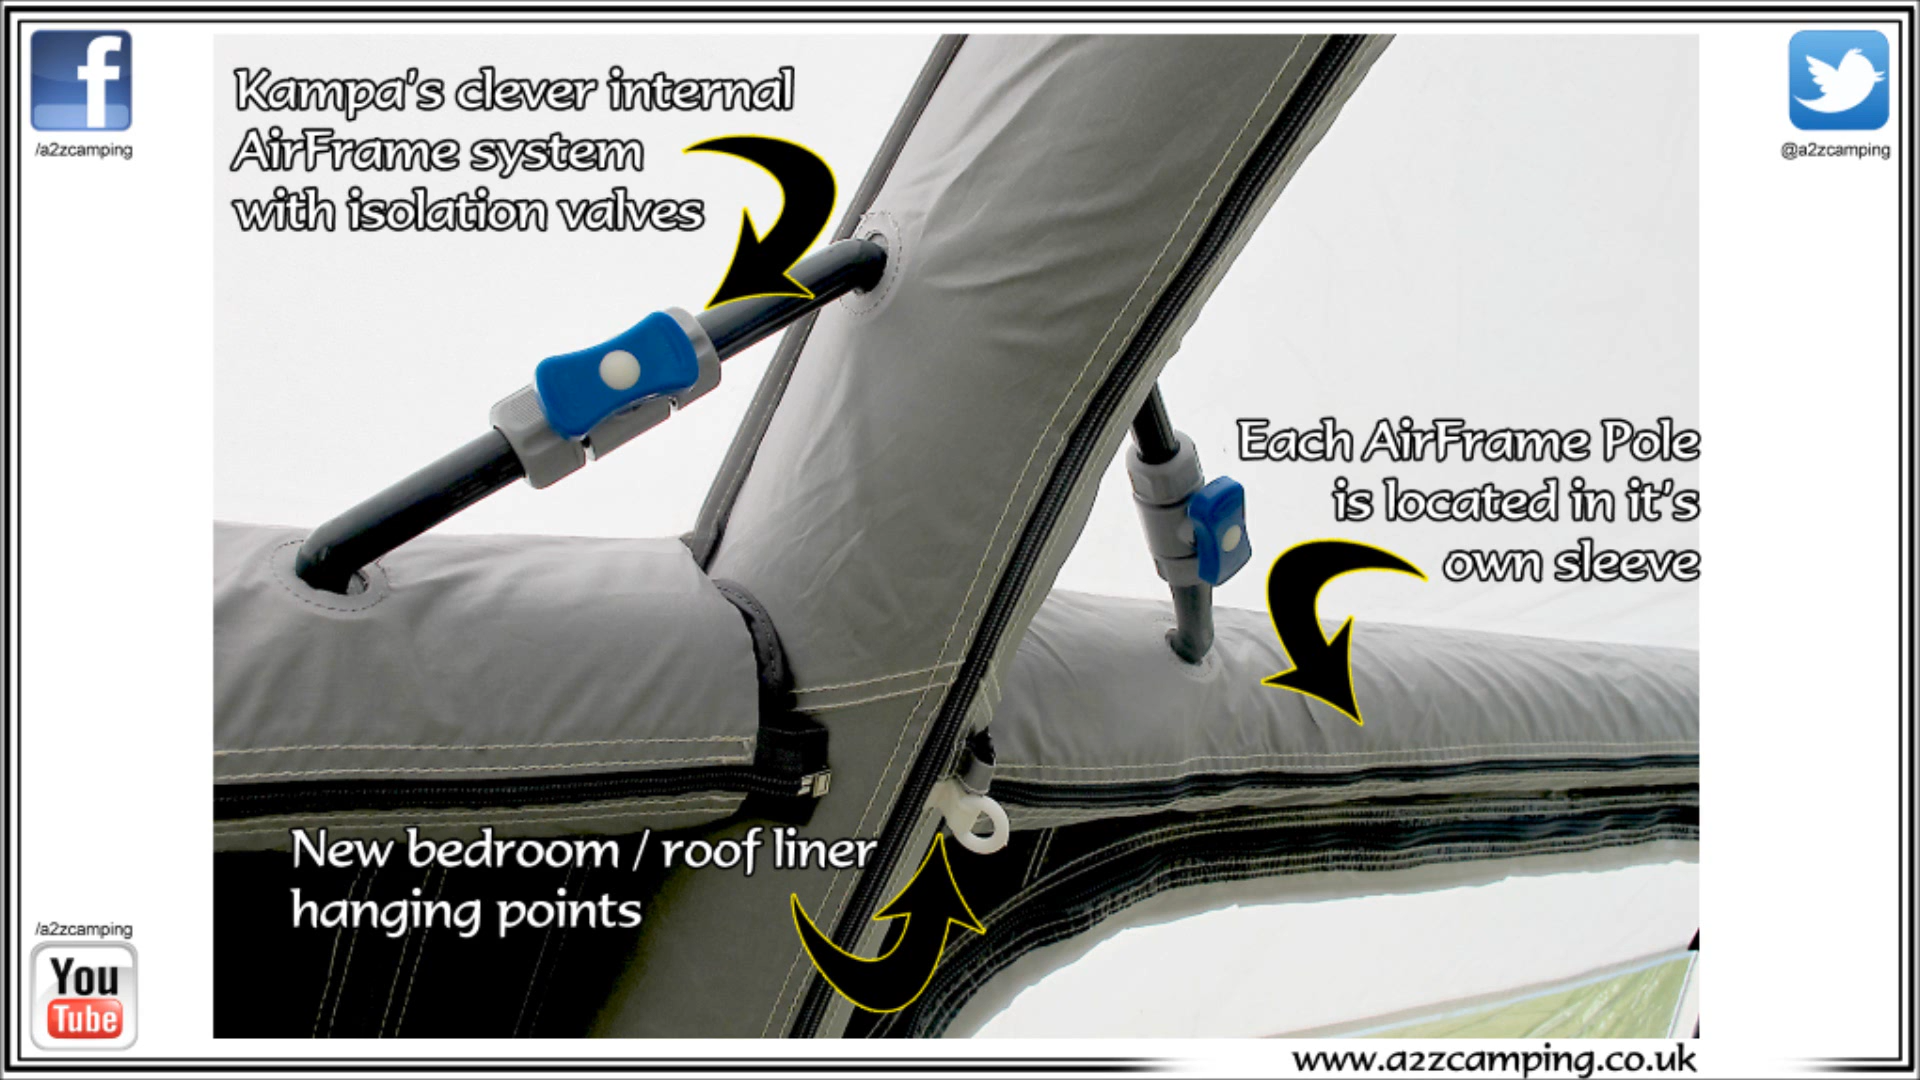 Kampa's clever internal
AirFrame system
with isolation valves
/a2zcamping
@a2zcamping
Each AirFrame Pole
is located in it's
own sleeve
New bedroom / roof liner
hanging points
/a2zcamping
You
Tube
www.a2zcamping.co.uk